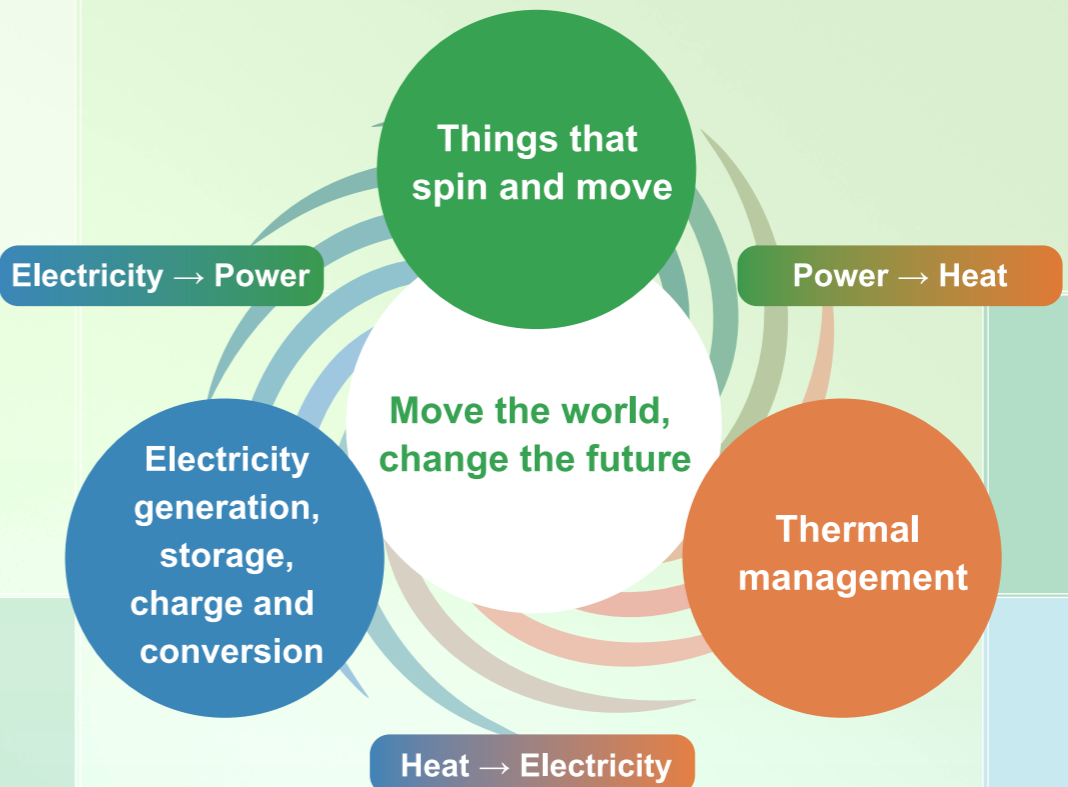 Things that
spin and move
Electricity → Power
Power → Heat
Move the world,
change the future
Electricity
generation,
storage,
charge and
conversion
Thermal
management
Heat → Electricity